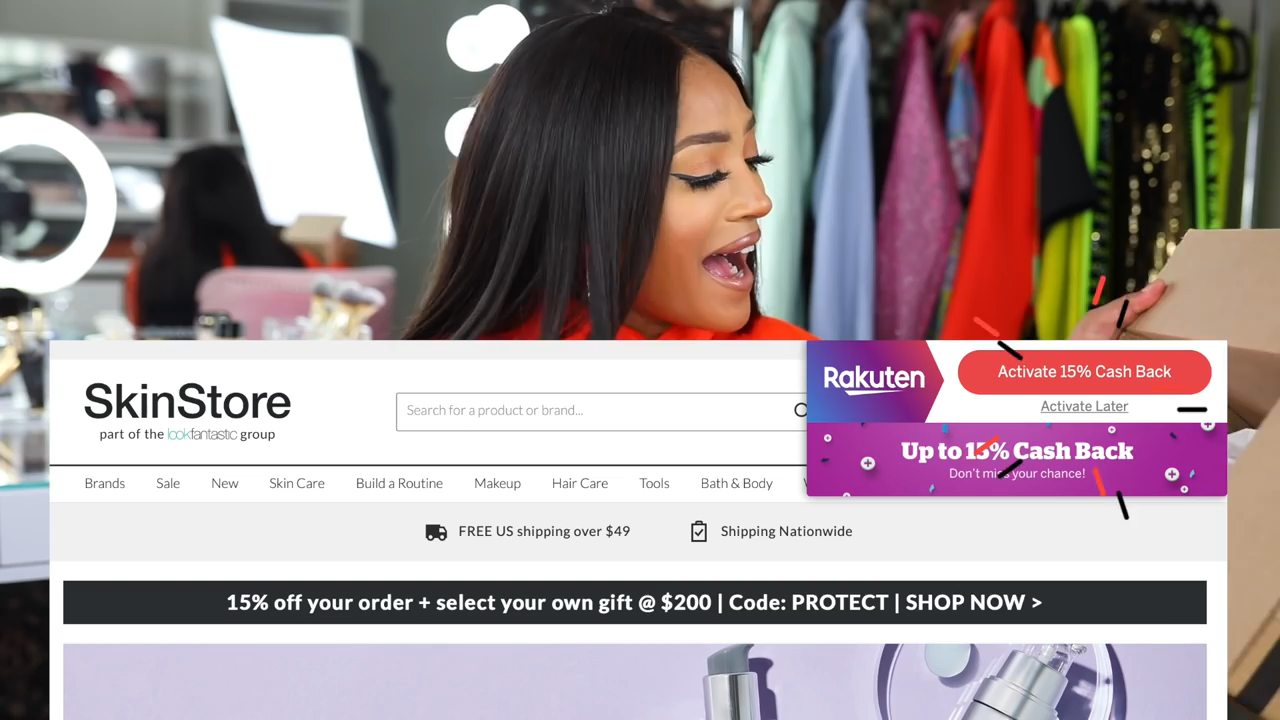 SkinStore
part of the lookfantastic group
Search for a product or brand...
Rakuten
Activate 15% Cash Back
Activate Later
Up to 15% Cash Back
Don't miss your chance!
Brands Sale New Skin Care Build a Routine Makeup Hair Care Tools Bath & Body
FREE US shipping over $49 Shipping Nationwide
15% off your order + select your own gift @ $200 | Code: PROTECT | SHOP NOW >